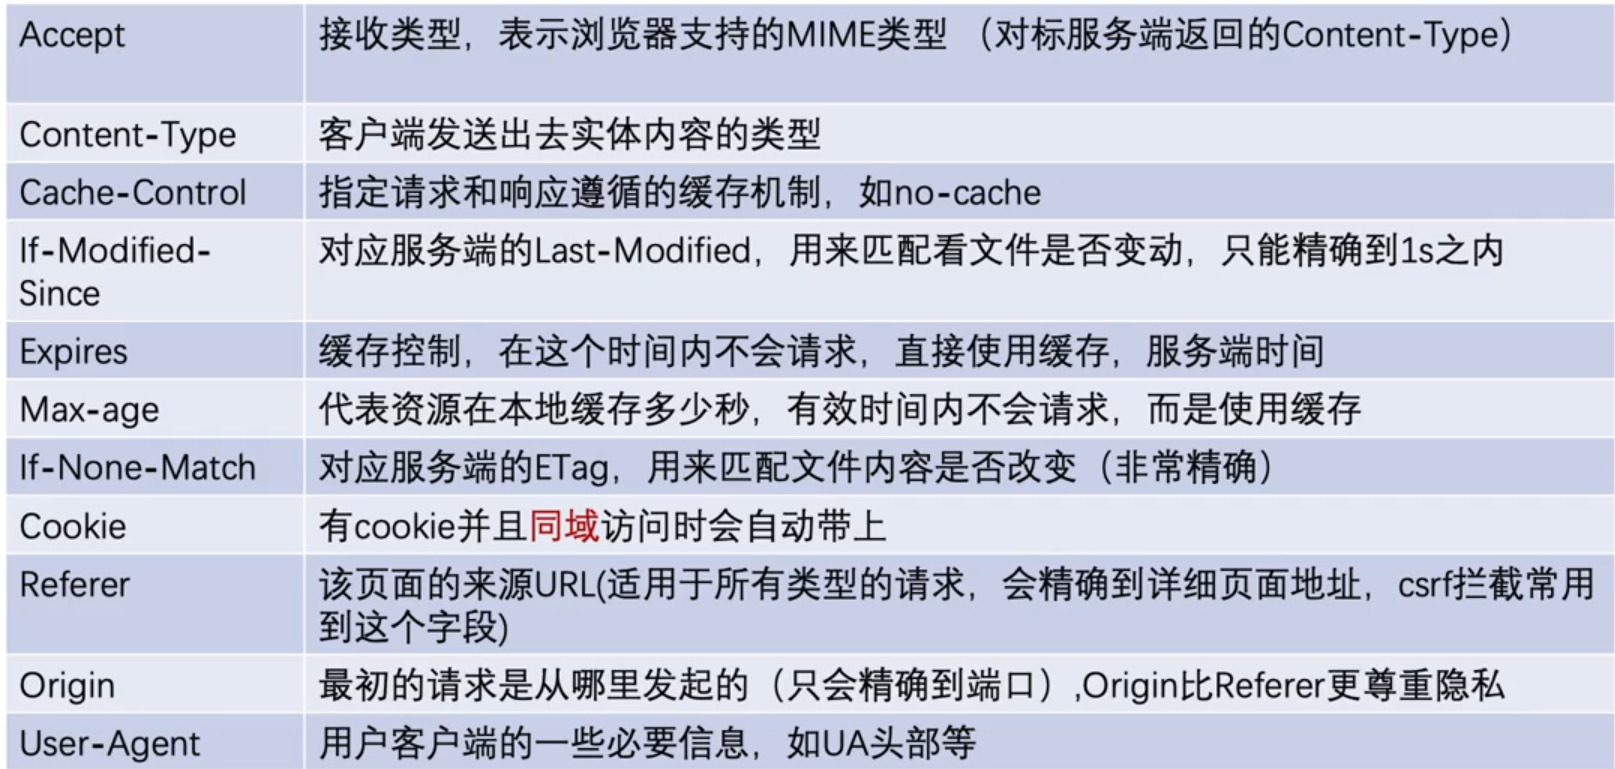 Accept
接收类型，表示浏览器支持的MIME类型 （对标服务端返回的Content-Type）
Content-Type
客户端发送出去实体内容的类型
Cache-Control
指定请求和响应遵循的缓存机制，如no-cache
If-Modified-
Since
对应服务端的Last-Modified，用来匹配看文件是否变动，只能精确到1s之内
Expires
缓存控制，在这个时间内不会请求，直接使用缓存，服务端时间
Max-age
代表资源在本地缓存多少秒，有效时间内不会请求，而是使用缓存
If-None-Match
对应服务端的ETag，用来匹配文件内容是否改变（非常精确）
Cookie
有cookie并且同域访问时会自动带上
Referer
该页面的来源URL(适用于所有类型的请求，会精确到详细页面地址，csrf拦截常用
到这个字段)
Origin
最初的请求是从哪里发起的（只会精确到端口）,Origin比Referer更尊重隐私
User-Agent
用户客户端的一些必要信息，如UA头部等